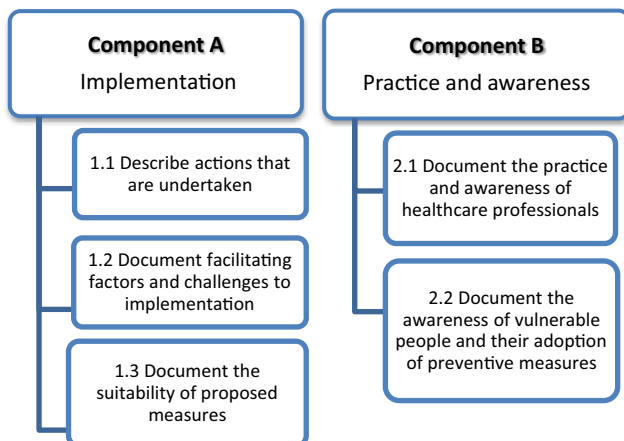 Component A
Implementation
1.1 Describe actions that
are undertaken
1.2 Document facilitating
factors and challenges to
implementation
1.3 Document the
suitability of proposed
measures
Component B
Practice and awareness
2.1 Document the practice
and awareness of
healthcare professionals
2.2 Document the
awareness of vulnerable
people and their adoption
of preventive measures